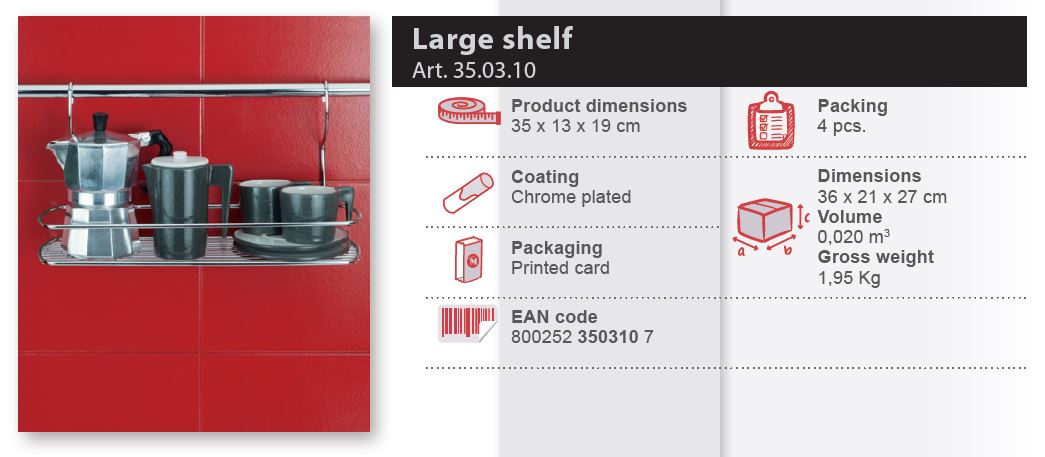 Large shelf
Art. 35.03.10
Product dimensions
35 x 13 x 19 cm
Coating
Chrome plated
Packaging
Printed card
EAN code
800252 350310 7
Packing
4 pcs.
Dimensions
36 x 21 x 27 cm
Volume
0,020 m³
Gross weight
1,95 Kg
a
b
c
M